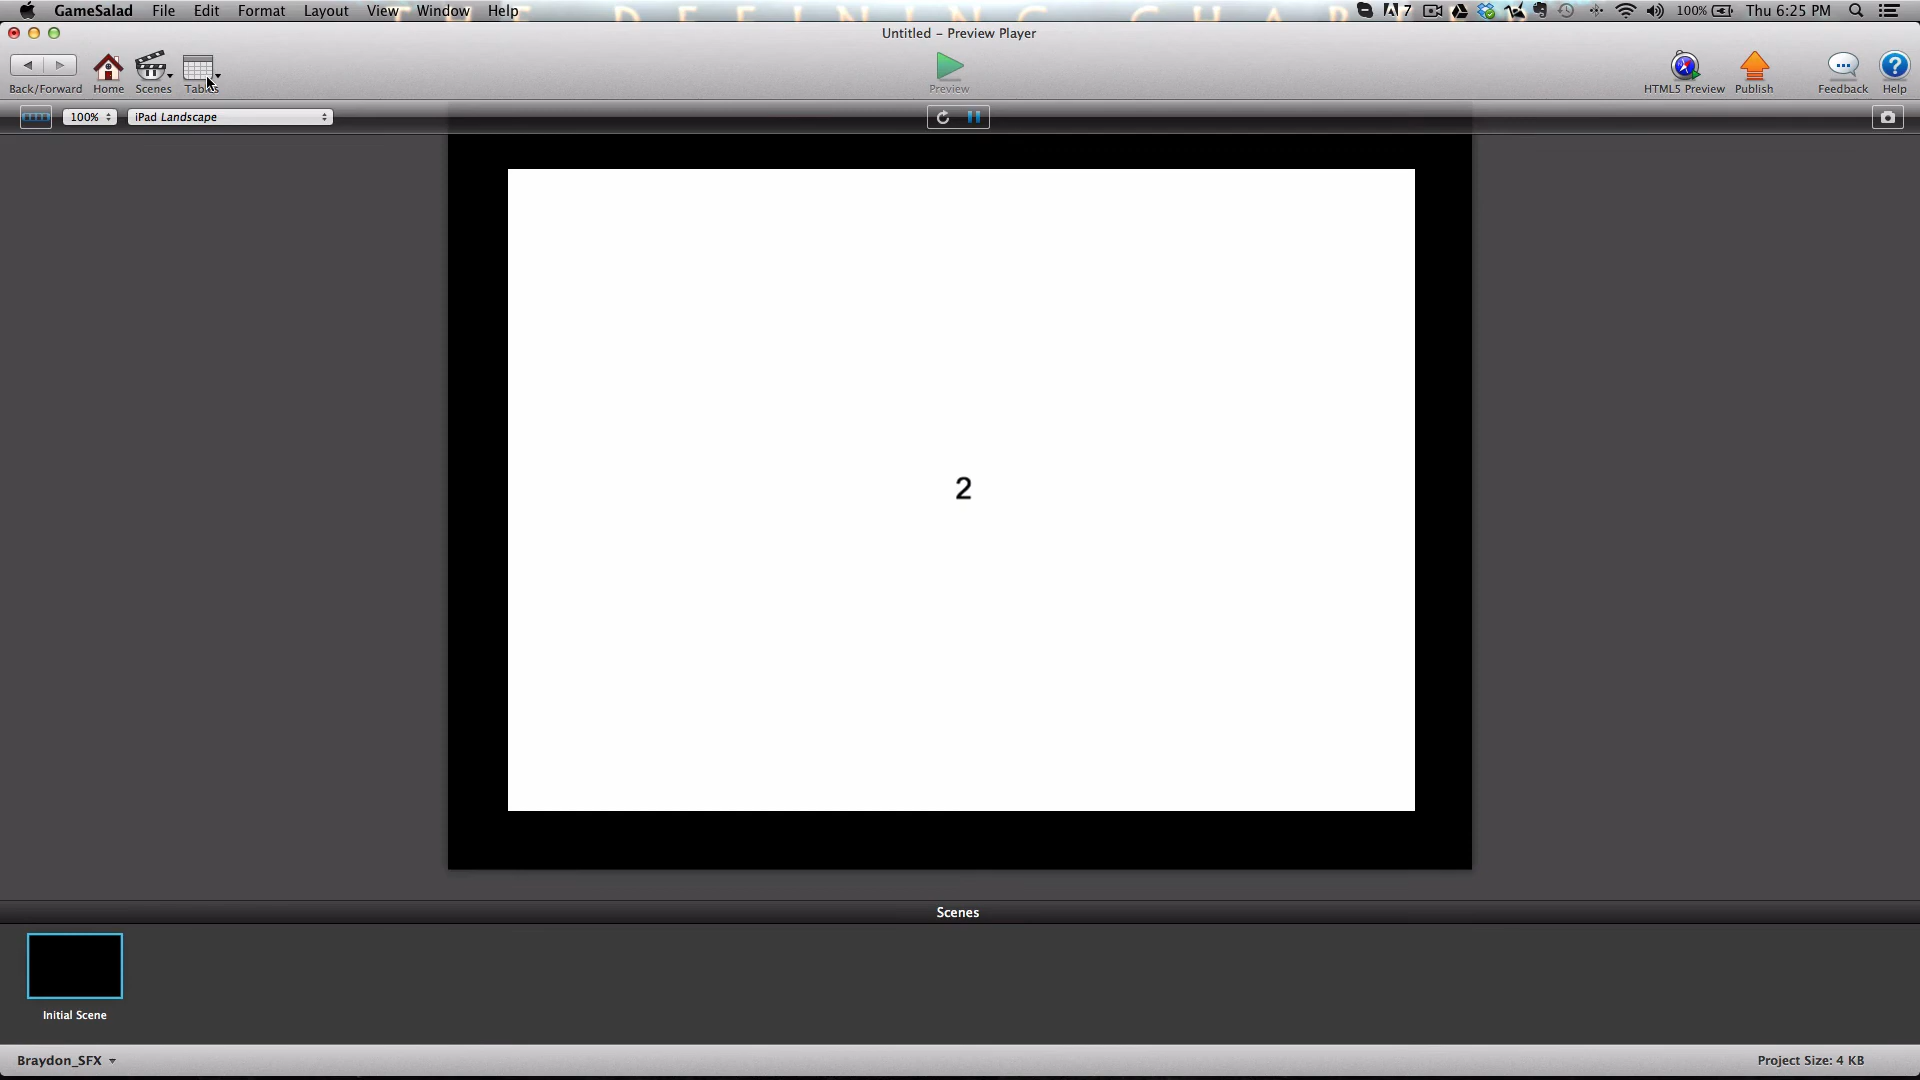 GameSalad File Edit Format Layout View Window Help 7 100% Thu 6:25 PM
Untitled – Preview Player
Back/Forward Home Scenes Tables Preview HTML5 Preview Publish Feedback Help
100% iPad Landscape
2
Scenes
Initial Scene
Braydon_SFX Project Size: 4 KB